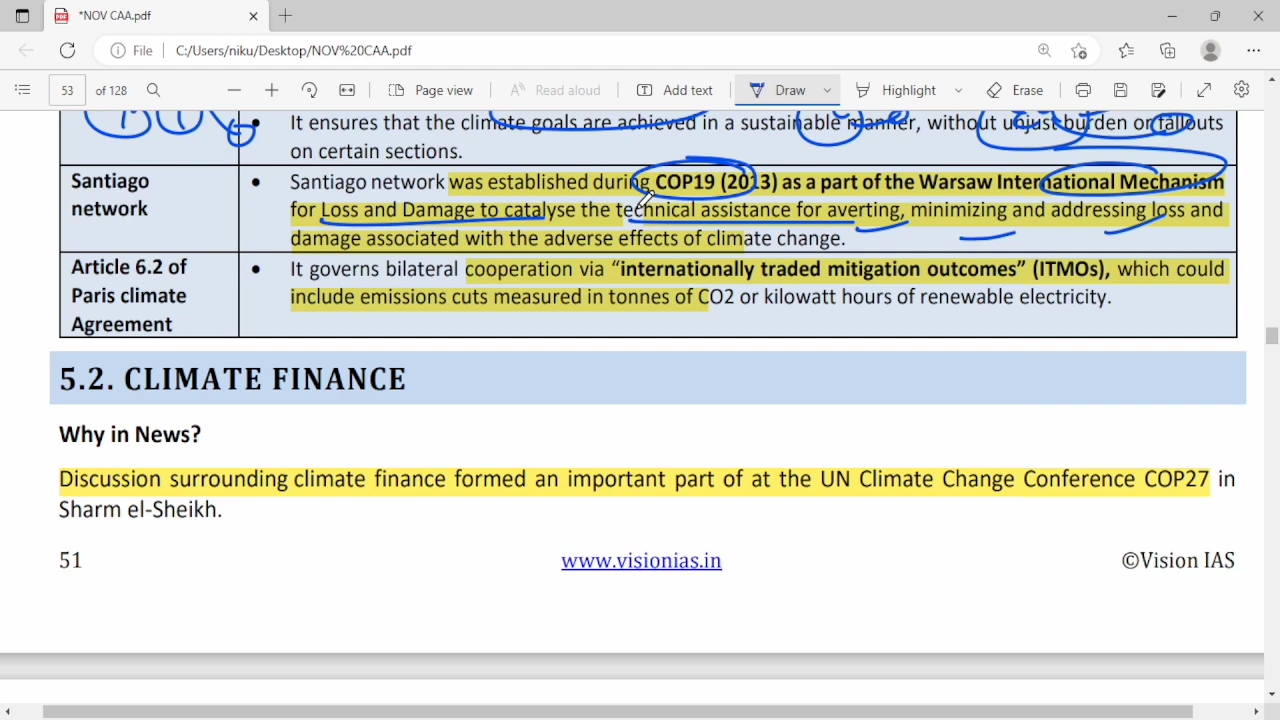 *NOV CAA.pdf
File C:/Users/niku/Desktop/NOV%20CAA.pdf
53 of 128 Page view Read aloud Add text Draw Highlight Erase
• It ensures that the climate goals are achieved in a sustainable manner, without unjust burden or fallouts
on certain sections.
Santiago
network
• Santiago network was established during COP19 (2013) as a part of the Warsaw International Mechanism
for Loss and Damage to catalyse the technical assistance for averting, minimizing and addressing loss and
damage associated with the adverse effects of climate change.
Article 6.2 of
Paris climate
Agreement
• It governs bilateral cooperation via “internationally traded mitigation outcomes” (ITMOs), which could
include emissions cuts measured in tonnes of CO2 or kilowatt hours of renewable electricity.
5.2. CLIMATE FINANCE
Why in News?
Discussion surrounding climate finance formed an important part of at the UN Climate Change Conference COP27 in
Sharm el-Sheikh.
51 www.visionias.in ©Vision IAS